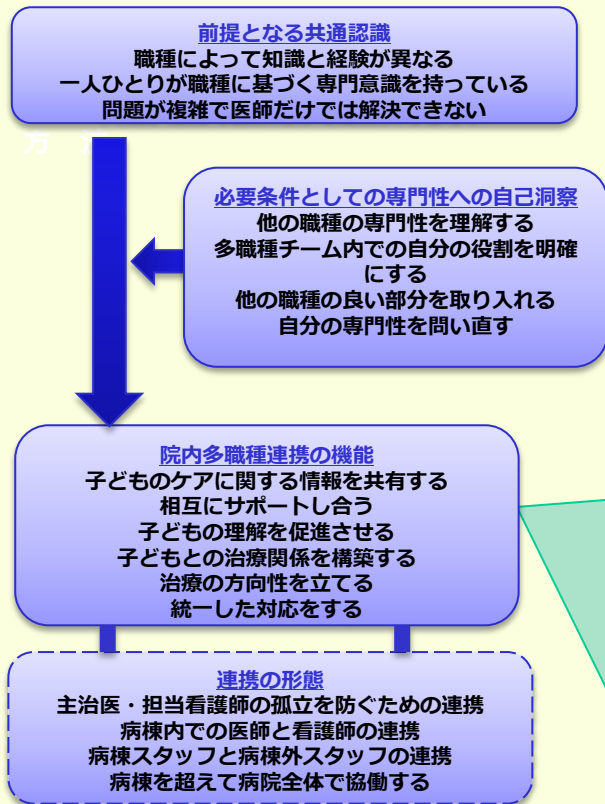 前提となる共通認識
職種によって知識と経験が異なる
一人ひとりが職種に基づく専門意識を持っている
問題が複雑で医師だけでは解決できない
方
必要条件としての専門性への自己洞察
他の職種の専門性を理解する
多職種チーム内での自分の役割を明確
にする
他の職種の良い部分を取り入れる
自分の専門性を問い直す
院内多職種連携の機能
子どものケアに関する情報を共有する
相互にサポートし合う
子どもの理解を促進させる
子どもとの治療関係を構築する
治療の方向性を立てる
統一した対応をする
連携の形態
主治医・担当看護師の孤立を防ぐための連携
病棟内での医師と看護師の連携
病棟スタッフと病棟外スタッフの連携
病棟を超えて病院全体で協働する